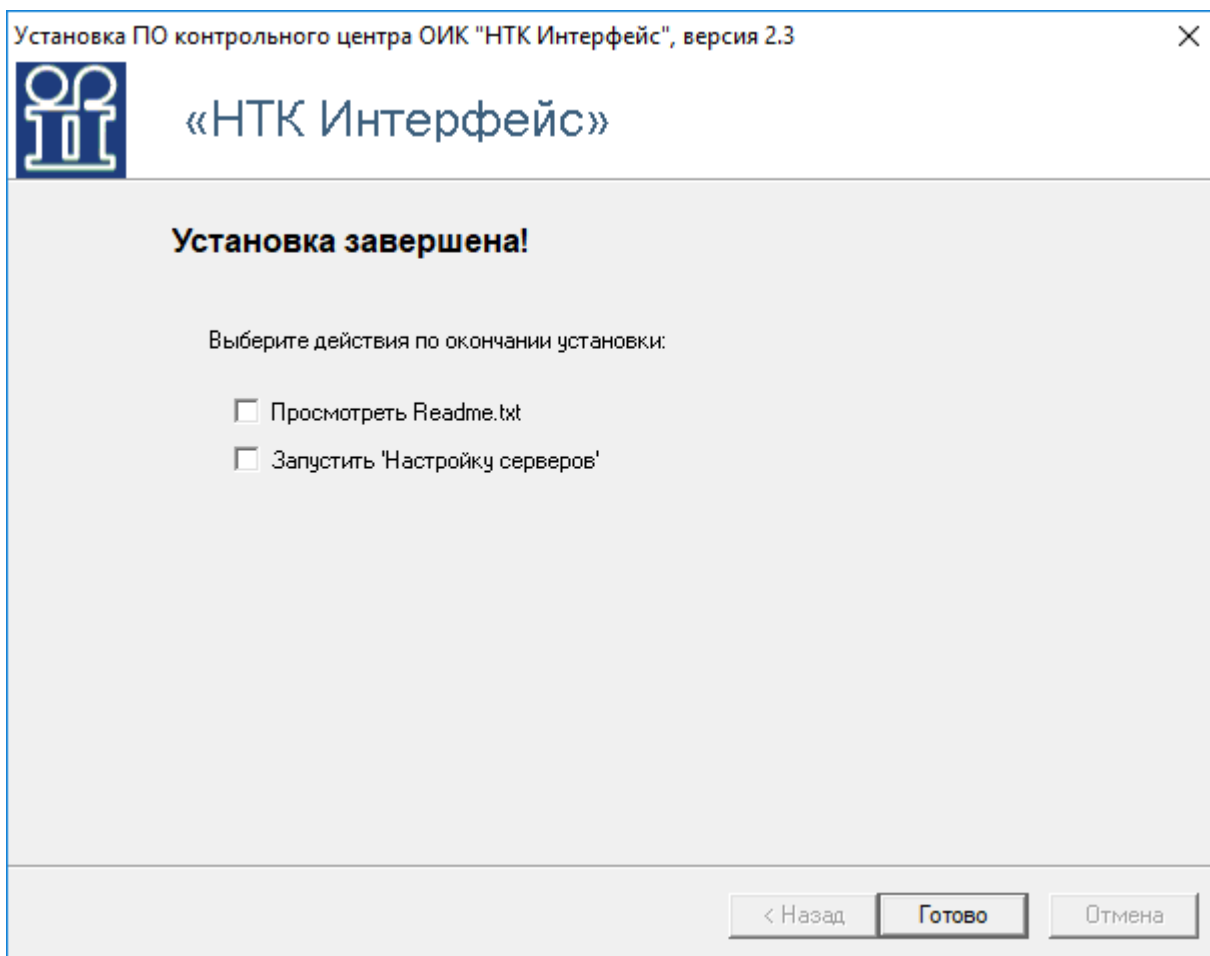 Установка ПО контрольного центра ОИК "НТК Интерфейс", версия 2.3
«НТК Интерфейс»
Установка завершена!
Выберите действия по окончании установки:
Просмотреть Readme.txt
Запустить 'Настройку серверов'
< Назад Готово Отмена